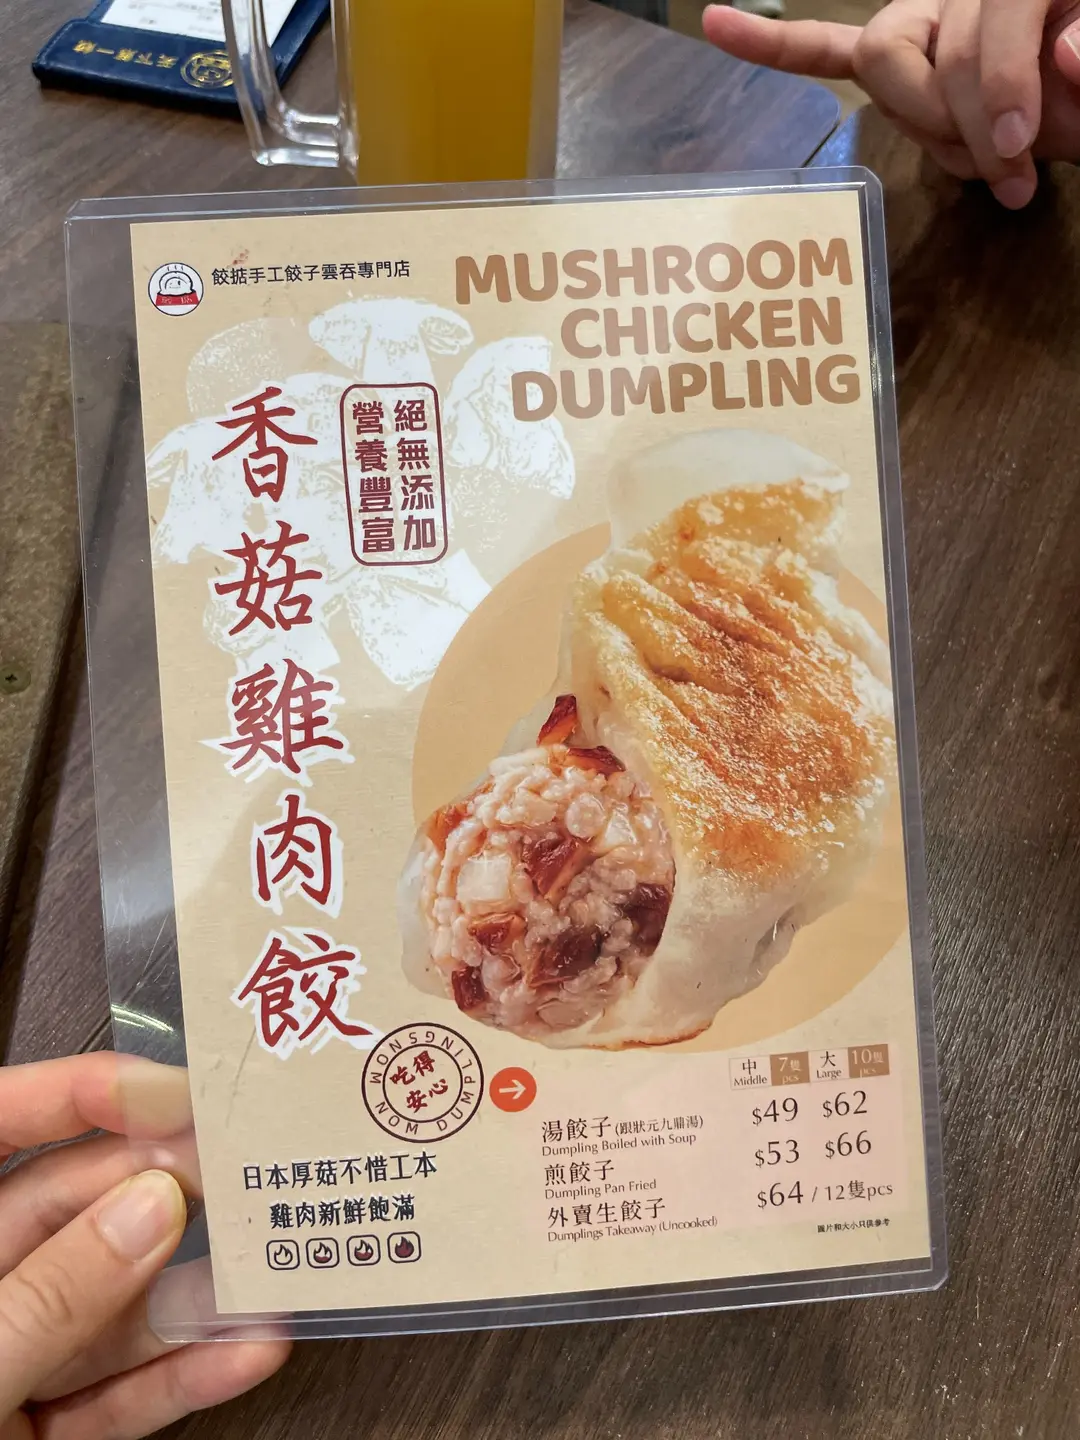 天下第一餃
餃掂手工餃子雲吞專門店
MUSHROOM
CHICKEN
DUMPLING
絕無添加
營養豐富
香菇雞肉餃
NOM NOM DUMPLINGS
吃得
安心
日本厚菇不惜工本
雞肉新鮮飽滿
中 7隻 大 10隻
Middle pcs Large pcs
湯餃子(跟狀元九鼎湯) $49 $62
Dumpling Boiled with Soup
煎餃子 $53 $66
Dumpling Pan Fried
外賣生餃子 $64 / 12隻pcs
Dumplings Takeaway (Uncooked)
圖片和大小只供參考